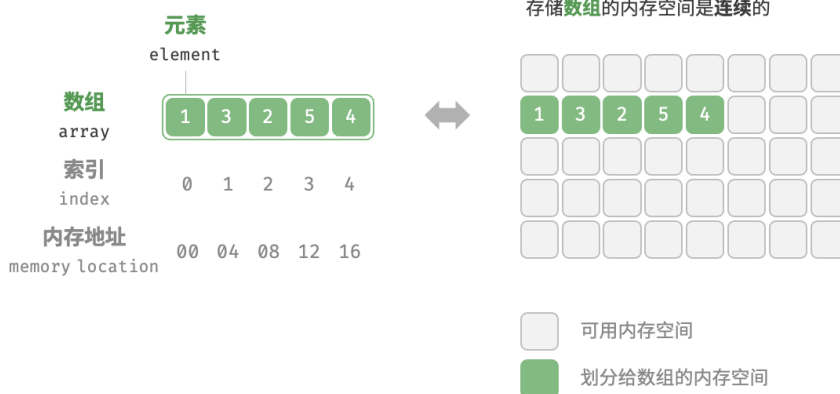 元素
element
数组
array
1 3 2 5 4
索引
index
0 1 2 3 4
内存地址
memory location
00 04 08 12 16
存储数组的内存空间是连续的
1 3 2 5 4
可用内存空间
划分给数组的内存空间